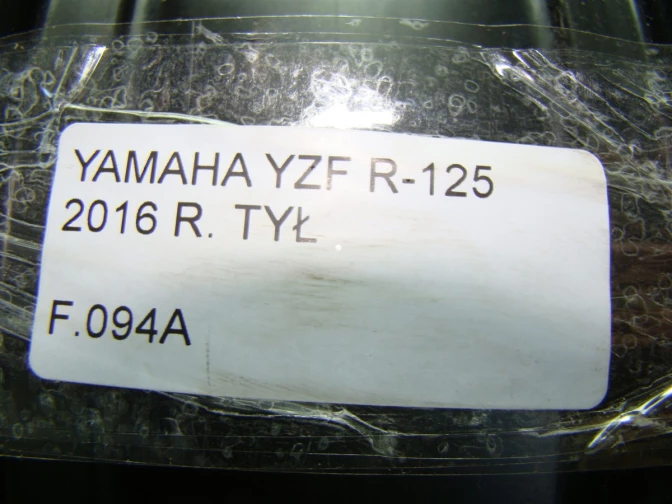 YAMAHA YZF R-125
2016 R. TYŁ
F.094A